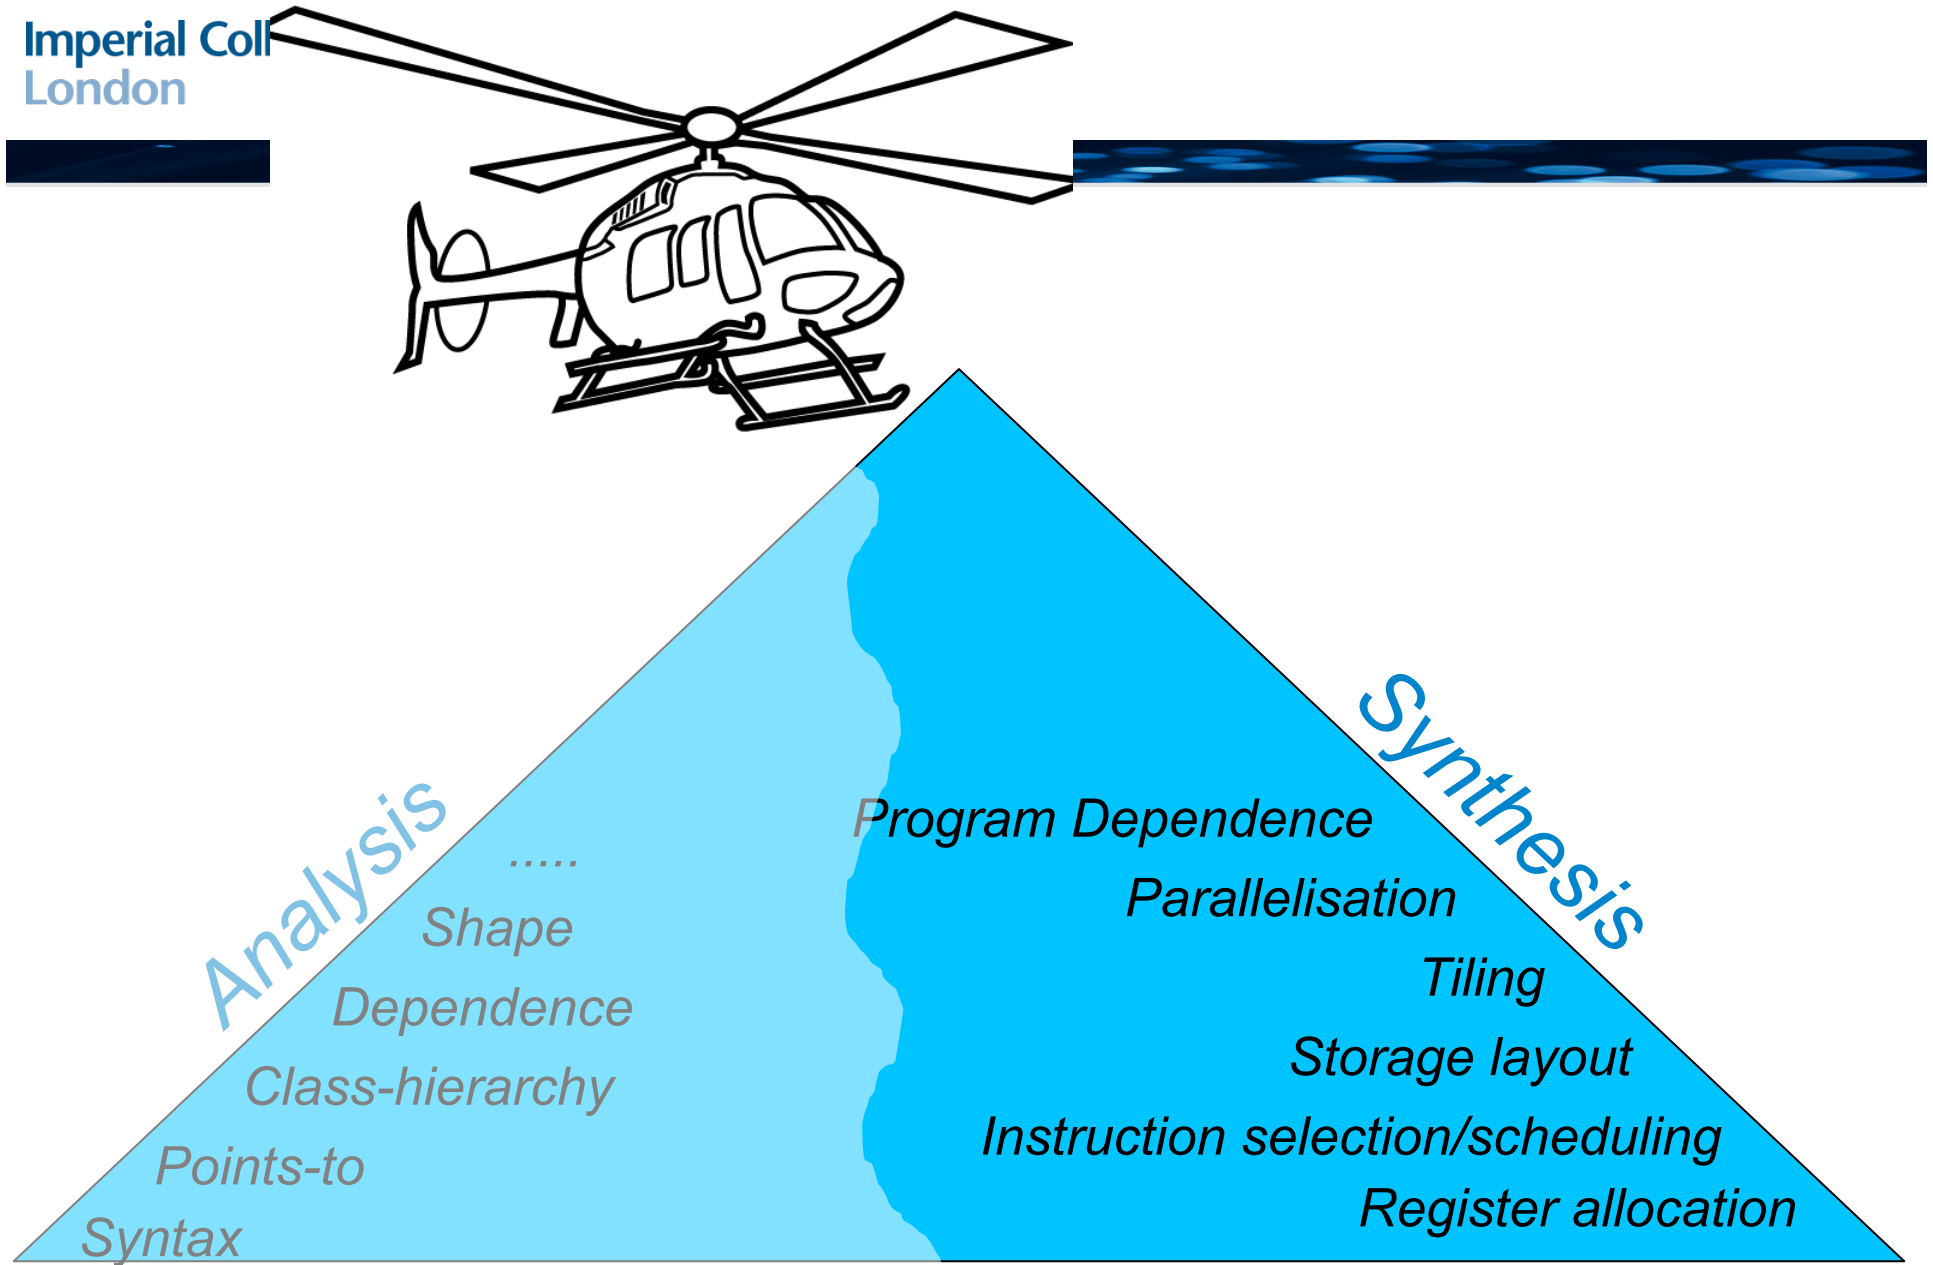 Imperial Coll
London
Synthesis
Analysis
Program Dependence
.....
Parallelisation
Shape
Tiling
Dependence
Storage layout
Class-hierarchy
Instruction selection/scheduling
Points-to
Register allocation
Syntax